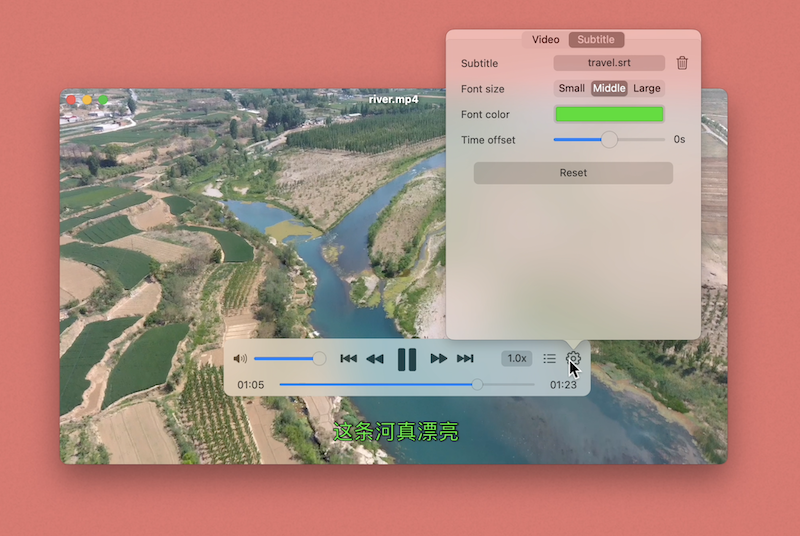 Video Subtitle
Subtitle travel.srt
Font size Small Middle Large
Font color
Time offset 0s
Reset
river.mp4
1.0x
01:05 01:23
这条河真漂亮